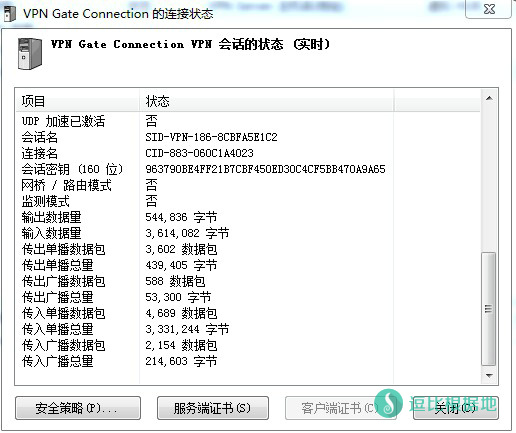 VPN Gate Connection 的连接状态
VPN Gate Connection VPN 会话的状态 (实时)
项目 状态
UDP 加速已激活 否
会话名 SID-VPN-186-8CBFA5E1C2
连接名 CID-883-060C1A4023
会话密钥 (160 位) 963790BE4FF21B7CBF450ED30C4CF5BB470A9A65
网桥 / 路由模式 否
监测模式 否
输出数据量 544,836 字节
输入数据量 3,614,082 字节
传出单播数据包 3,602 数据包
传出单播总量 439,405 字节
传出广播数据包 588 数据包
传出广播总量 53,300 字节
传入单播数据包 4,689 数据包
传入单播总量 3,331,244 字节
传入广播数据包 2,154 数据包
传入广播总量 214,603 字节
安全策略(P)... 服务端证书(S) 客户端证书(C) 关闭(C)
逗比根据地